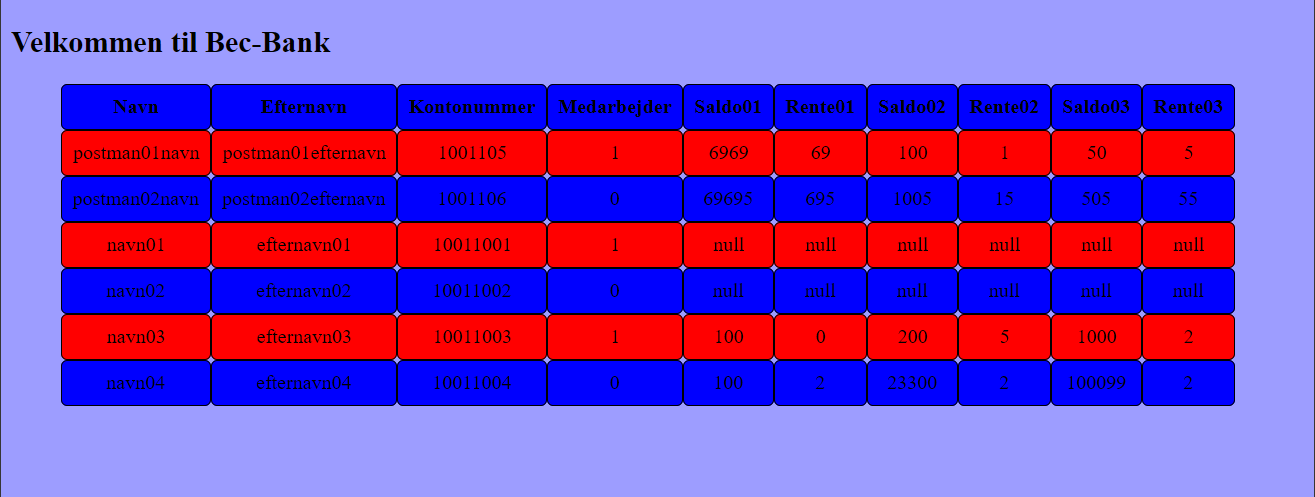 Velkommen til Bec-Bank
Navn Efternavn Kontonummer Medarbejder Saldo01 Rente01 Saldo02 Rente02 Saldo03 Rente03
postman01navn postman01efternavn 1001105 1 6969 69 100 1 50 5
postman02navn postman02efternavn 1001106 0 69695 695 1005 15 505 55
navn01 efternavn01 10011001 1 null null null null null null
navn02 efternavn02 10011002 0 null null null null null null
navn03 efternavn03 10011003 1 100 0 200 5 1000 2
navn04 efternavn04 10011004 0 100 2 23300 2 100099 2